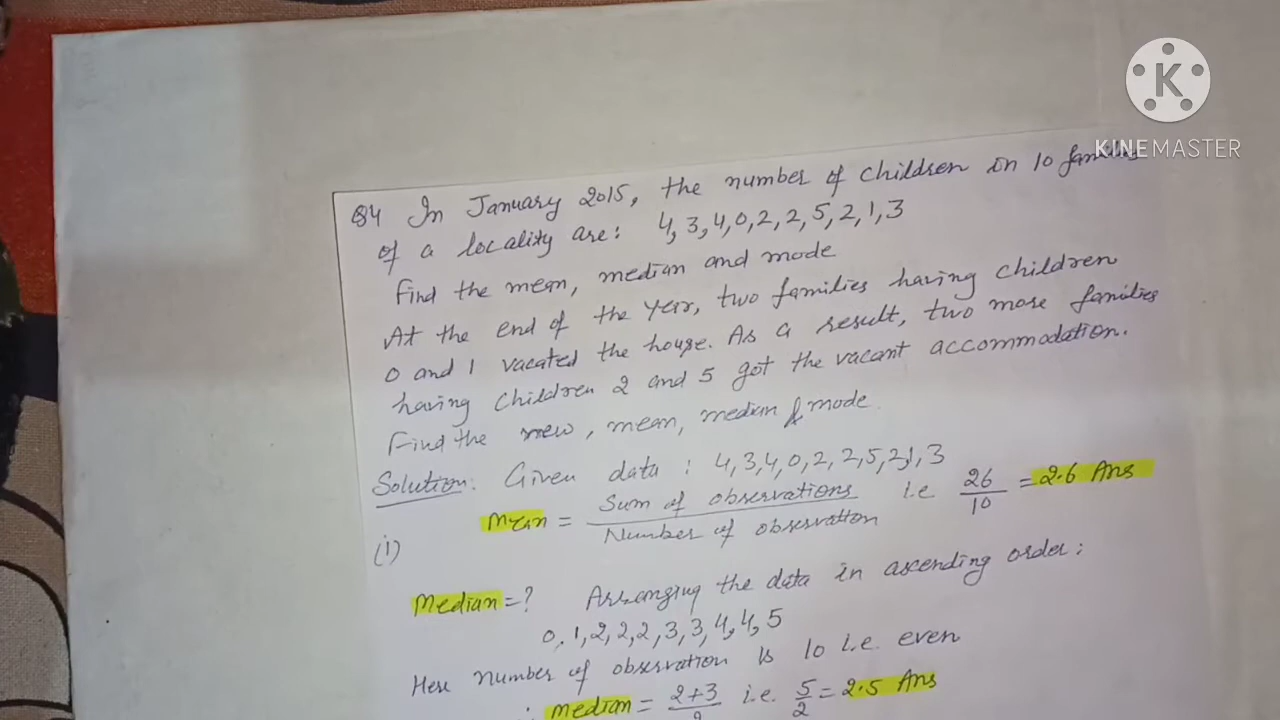 K
KINEMASTER
Q4 In January 2015, the number of children in 10 families
of a locality are: 4, 3, 4, 0, 2, 2, 5, 2, 1, 3
Find the mean, median and mode
At the end of the year, two families having children
0 and 1 vacated the house. As a result, two more families
having children 2 and 5 got the vacant accommodation.
Find the new, mean, median & mode
Solution: Given data: 4, 3, 4, 0, 2, 2, 5, 2, 1, 3
(i) Mean = Sum of observations / Number of observation i.e 26/10 = 2.6 Ans
Median = ? Arranging the data in ascending order:
0, 1, 2, 2, 2, 3, 3, 4, 4, 5
Here number of observation is 10 i.e. even
median = 2+3/2 i.e. 5/2 = 2.5 Ans